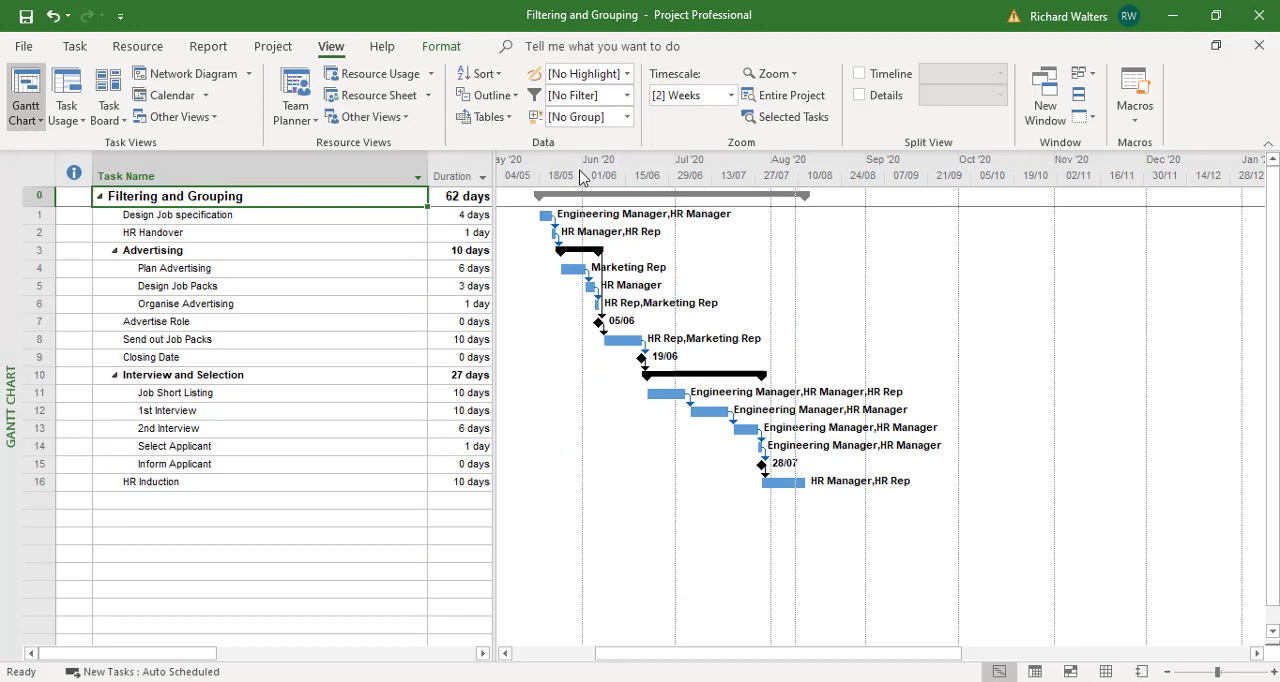 Filtering and Grouping - Project Professional
Richard Walters RW
File Task Resource Report Project View Help Format Tell me what you want to do
Gantt Chart
Task Usage
Task Board
Network Diagram
Calendar
Other Views
Task Views
Team Planner
Resource Usage
Resource Sheet
Other Views
Resource Views
Sort
Outline
Tables
[No Highlight]
[No Filter]
[No Group]
Data
Timescale:
[2] Weeks
Zoom
Entire Project
Selected Tasks
Zoom
Timeline
Details
Split View
New Window
Window
Macros
Macros
Task Name Duration
ay '20 Jun '20 Jul '20 Aug '20 Sep '20 Oct '20 Nov '20 Dec '20 Jan '2
04/05 18/05 01/06 15/06 29/06 13/07 27/07 10/08 24/08 07/09 21/09 05/10 19/10 02/11 16/11 30/11 14/12 28/12
0 Filtering and Grouping 62 days
1 Design Job specification 4 days Engineering Manager,HR Manager
2 HR Handover 1 day HR Manager,HR Rep
3 Advertising 10 days
4 Plan Advertising 6 days Marketing Rep
5 Design Job Packs 3 days HR Manager
6 Organise Advertising 1 day HR Rep,Marketing Rep
7 Advertise Role 0 days 05/06
8 Send out Job Packs 10 days HR Rep,Marketing Rep
9 Closing Date 0 days 19/06
10 Interview and Selection 27 days
11 Job Short Listing 10 days Engineering Manager,HR Manager,HR Rep
12 1st Interview 10 days Engineering Manager,HR Manager
13 2nd Interview 6 days Engineering Manager,HR Manager
14 Select Applicant 1 day Engineering Manager,HR Manager
15 Inform Applicant 0 days 28/07
16 HR Induction 10 days HR Manager,HR Rep
GANTT CHART
Ready New Tasks : Auto Scheduled